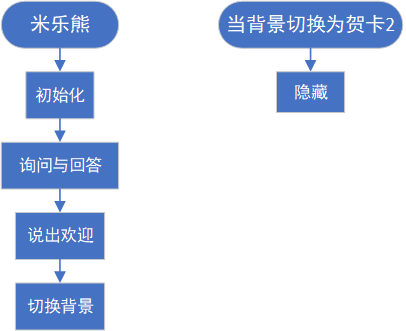 米乐熊
初始化
询问与回答
说出欢迎
切换背景
当背景切换为贺卡2
隐藏